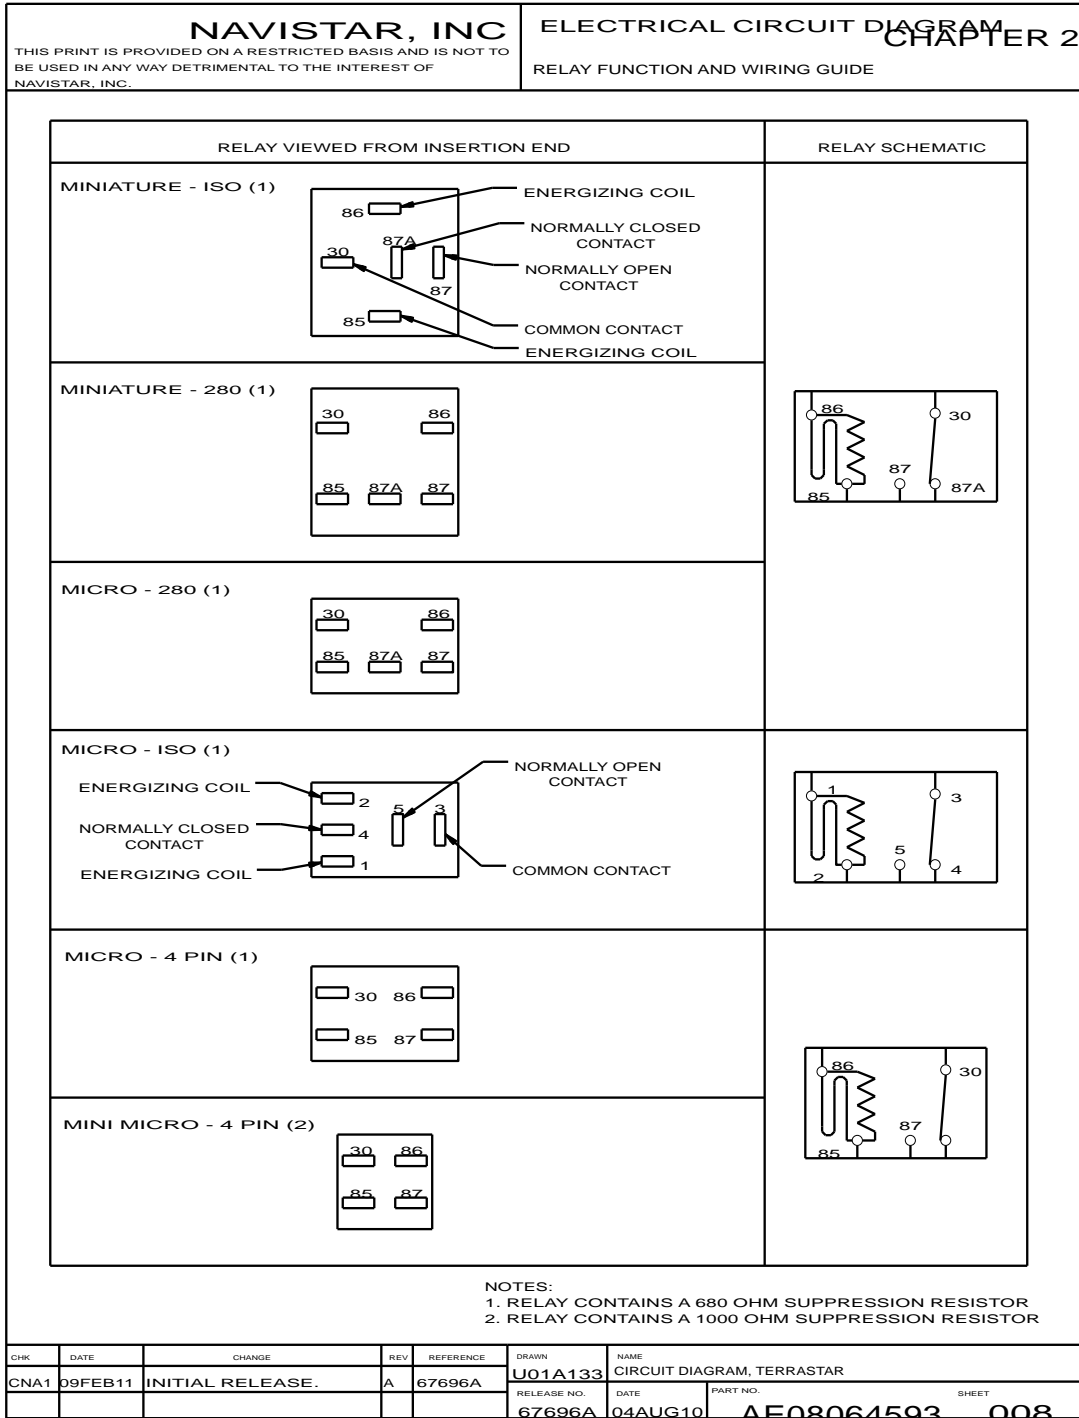 NAVISTAR, INC
THIS PRINT IS PROVIDED ON A RESTRICTED BASIS AND IS NOT TO
BE USED IN ANY WAY DETRIMENTAL TO THE INTEREST OF
NAVISTAR, INC.
ELECTRICAL CIRCUIT DIAGRAM
CHAPTER 2
RELAY FUNCTION AND WIRING GUIDE
RELAY VIEWED FROM INSERTION END
RELAY SCHEMATIC
MINIATURE - ISO (1)
86
87A
30
87
85
ENERGIZING COIL
NORMALLY CLOSED
CONTACT
NORMALLY OPEN
CONTACT
COMMON CONTACT
ENERGIZING COIL
MINIATURE - 280 (1)
30 86
85 87A 87
86
30
87
85
87A
MICRO - 280 (1)
30 86
85 87A 87
MICRO - ISO (1)
ENERGIZING COIL
NORMALLY CLOSED
CONTACT
ENERGIZING COIL
2
4
1
5 3
NORMALLY OPEN
CONTACT
COMMON CONTACT
1
3
5
2
4
MICRO - 4 PIN (1)
30 86
85 87
MINI MICRO - 4 PIN (2)
30 86
85 87
86
30
87
85
NOTES:
1. RELAY CONTAINS A 680 OHM SUPPRESSION RESISTOR
2. RELAY CONTAINS A 1000 OHM SUPPRESSION RESISTOR
CHK DATE CHANGE REV REFERENCE
CNA1 09FEB11 INITIAL RELEASE. A 67696A
DRAWN
U01A133
NAME
CIRCUIT DIAGRAM, TERRASTAR
RELEASE NO.
67696A
DATE
04AUG10
PART NO.
AE08064593
SHEET
008